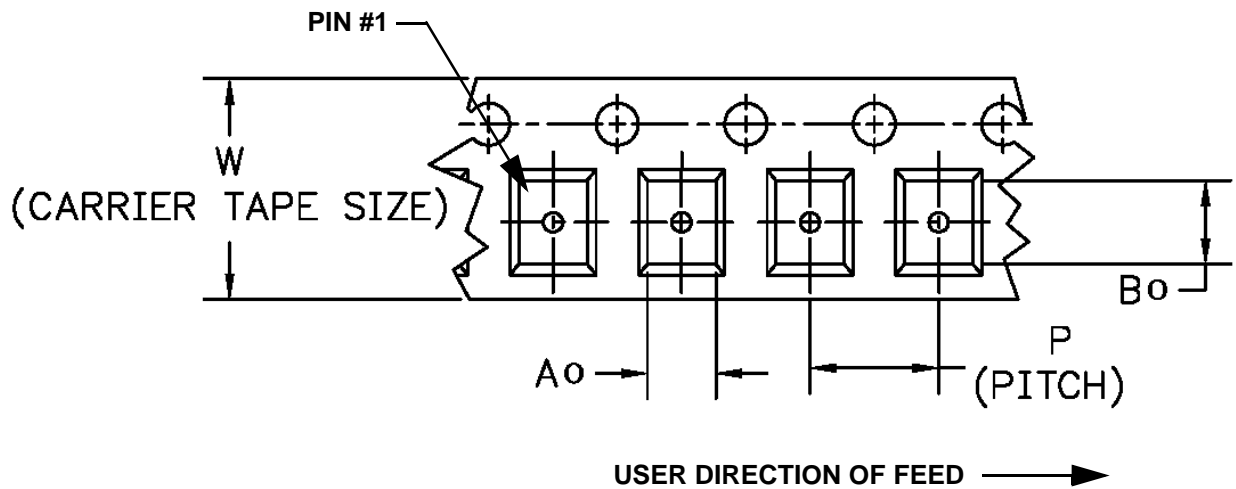 PIN #1
W
(CARRIER TAPE SIZE)
Bo
Ao
P
(PITCH)
USER DIRECTION OF FEED